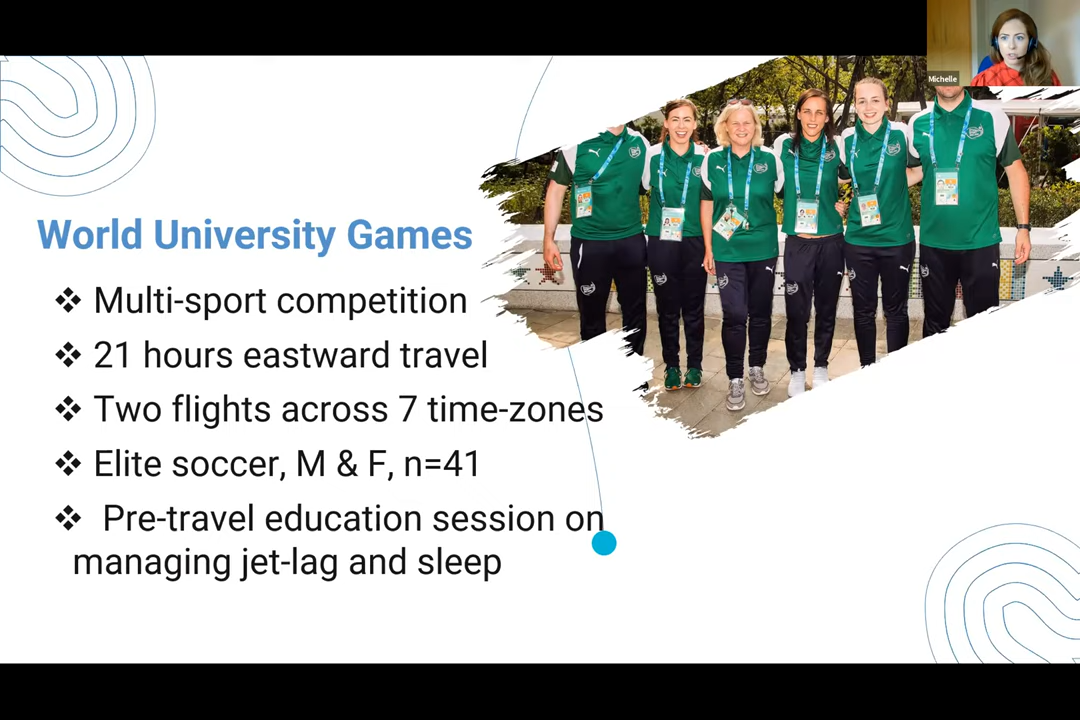 Michelle
World University Games
❖ Multi-sport competition
❖ 21 hours eastward travel
❖ Two flights across 7 time-zones
❖ Elite soccer, M & F, n=41
❖ Pre-travel education session on
managing jet-lag and sleep